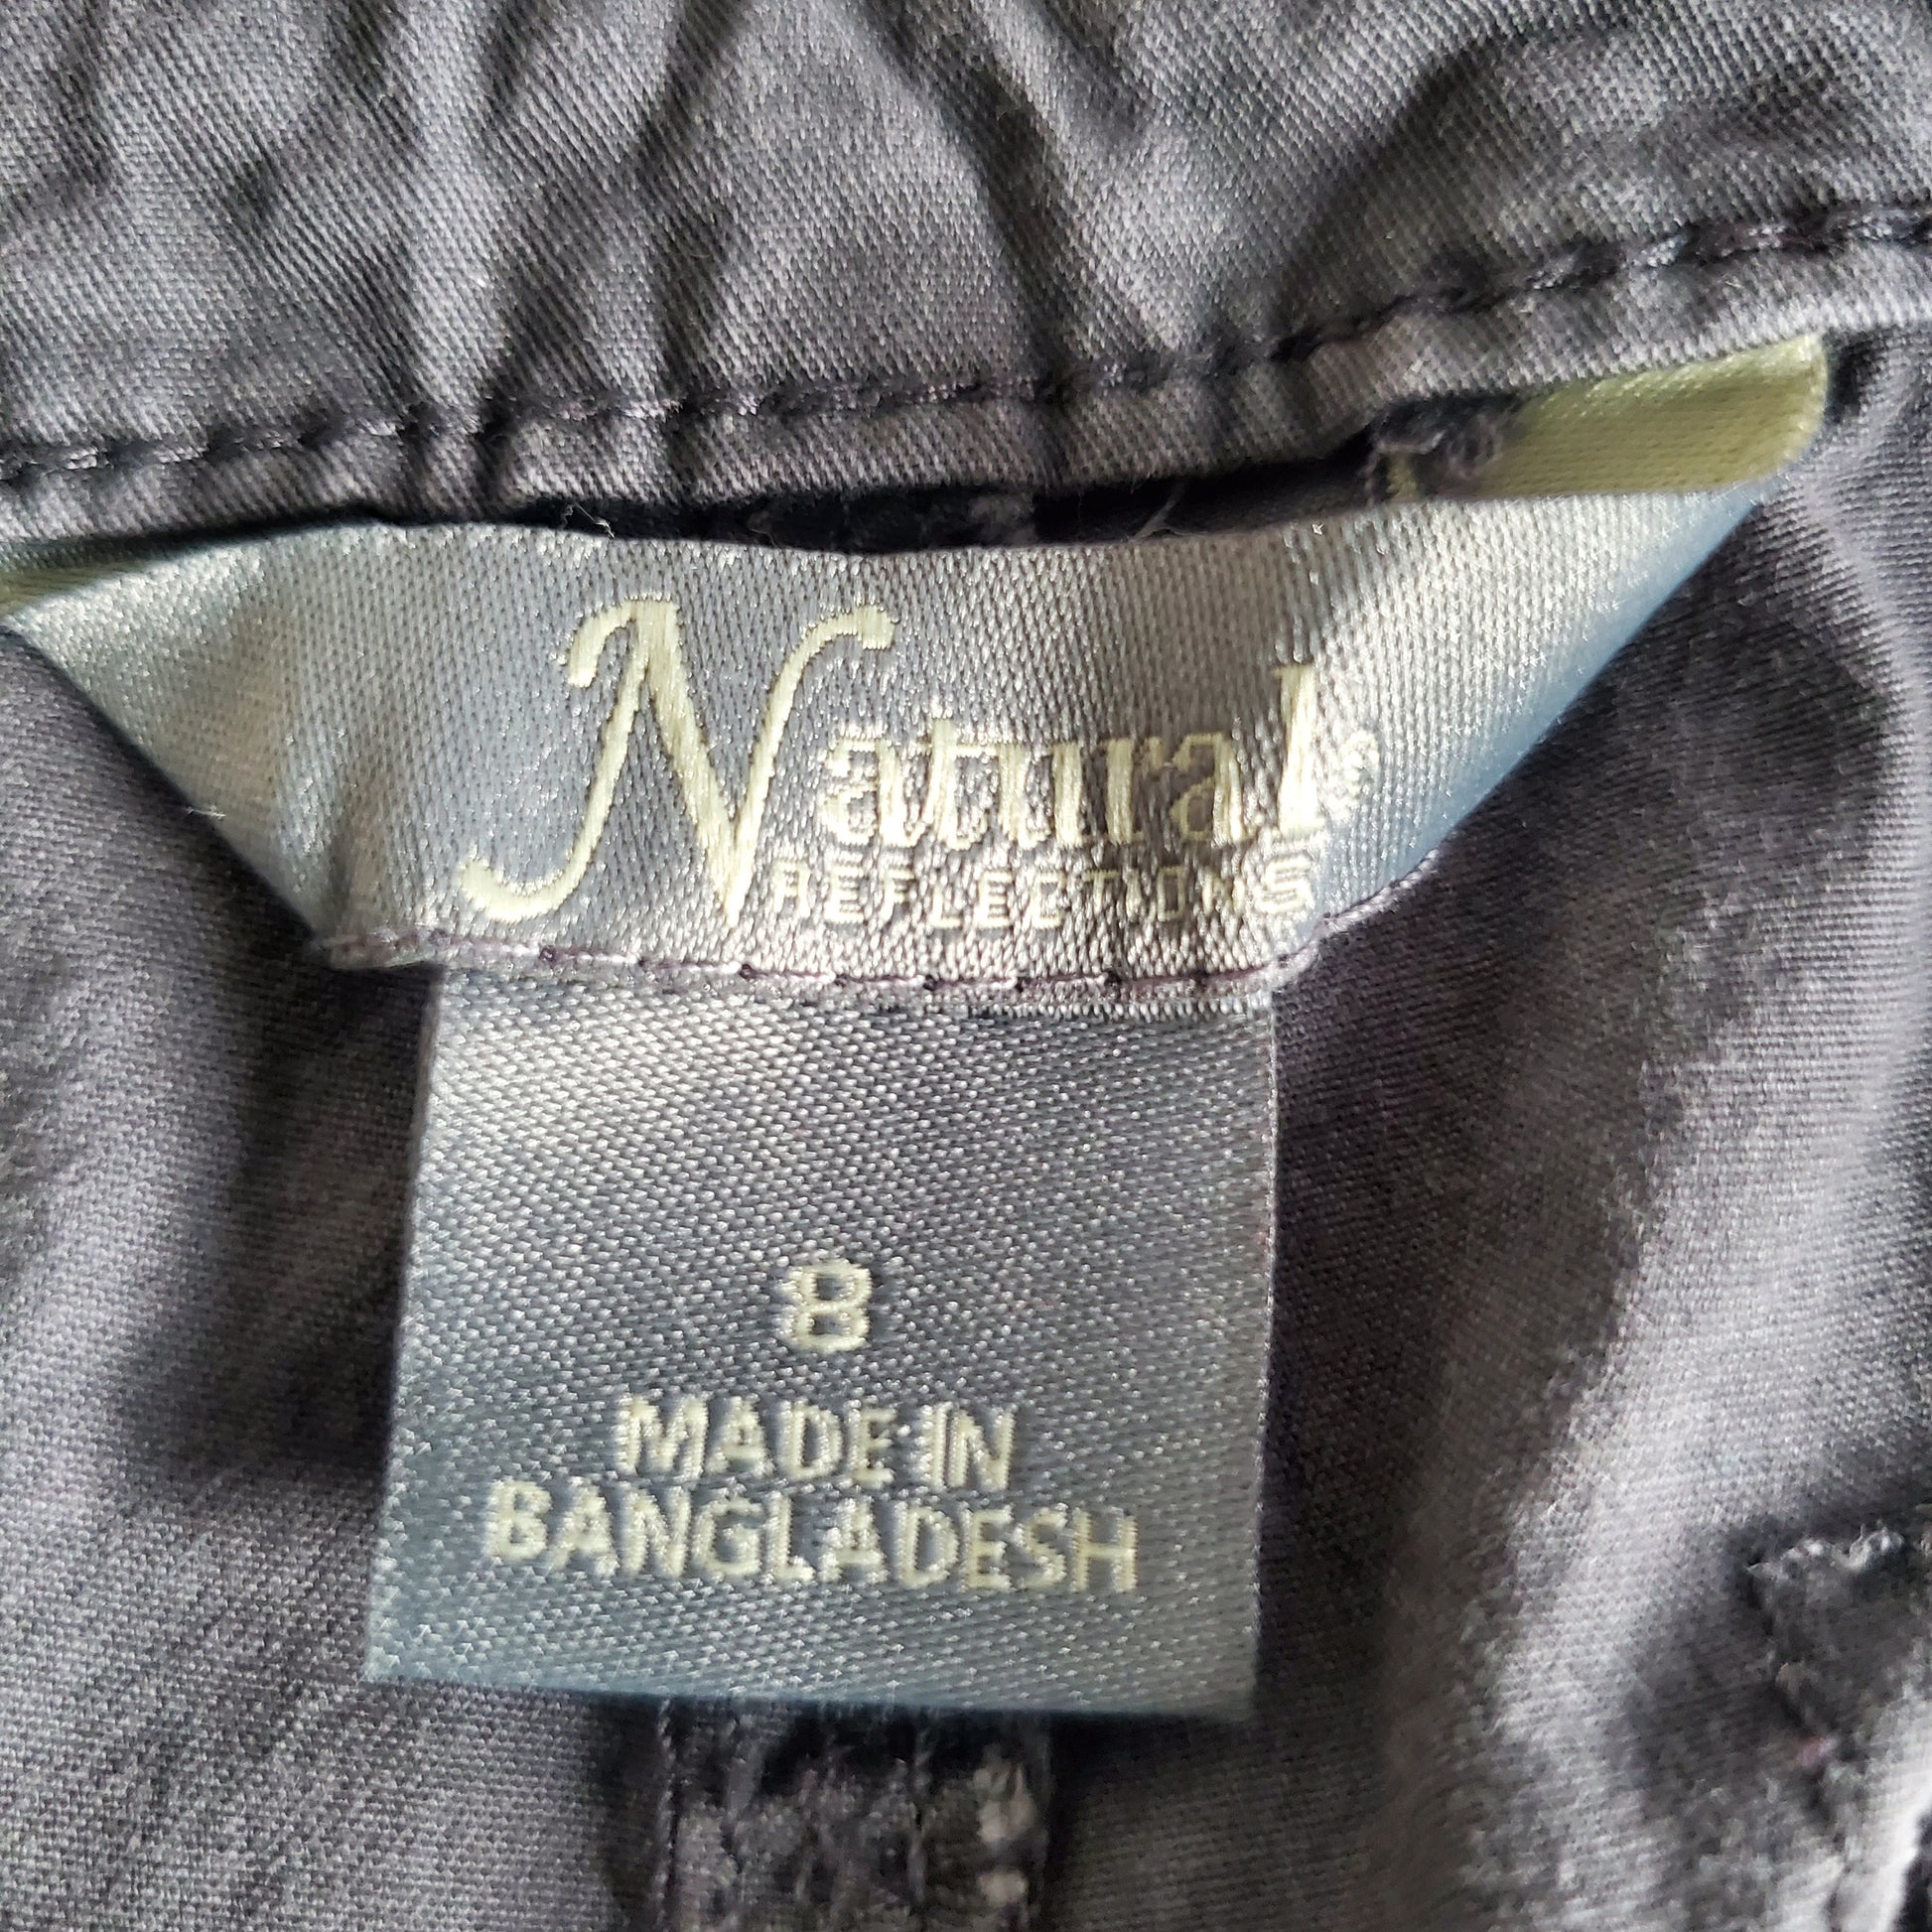 Natural
REFLECTIONS
8
MADE IN
BANGLADESH